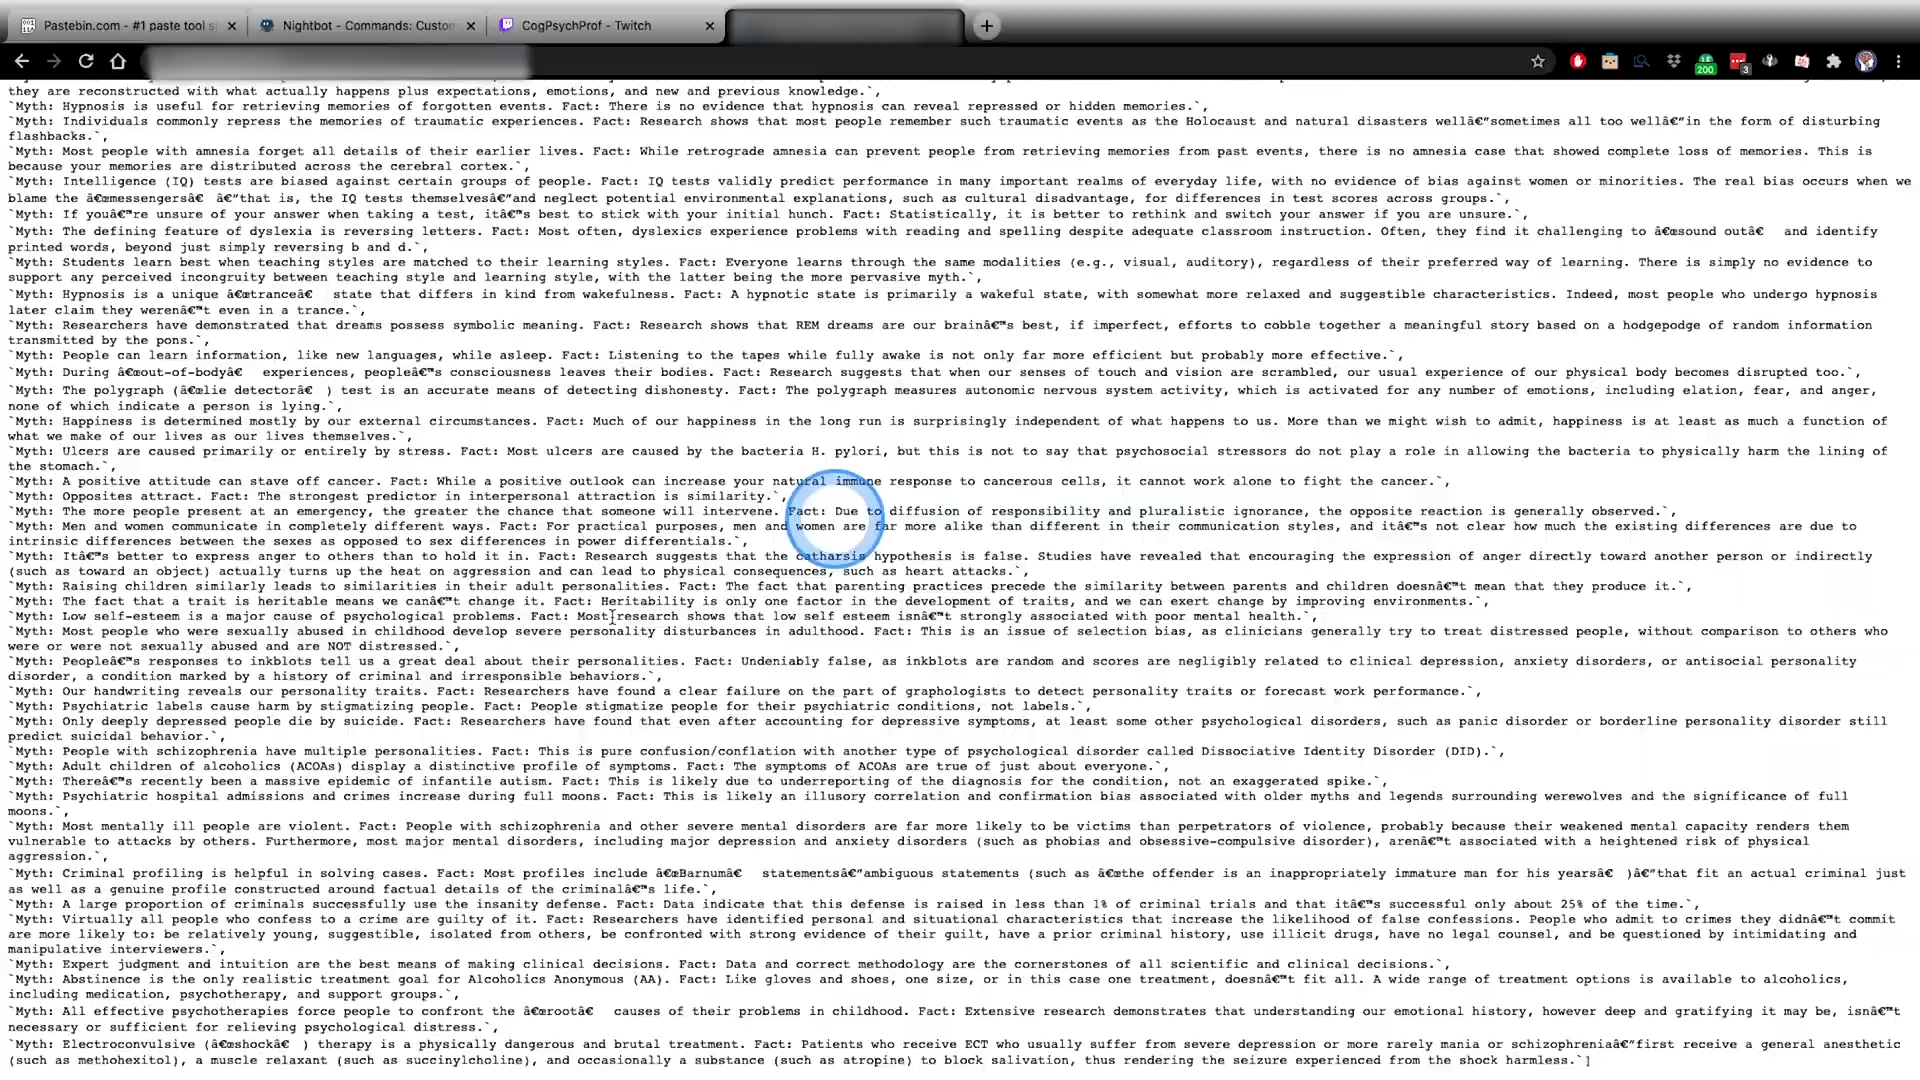 Pastebin.com - #1 paste tool s
Nightbot - Commands: Custom
CogPsychProf - Twitch
200
3
they are reconstructed with what actually happens plus expectations, emotions, and new and previous knowledge.`,
`Myth: Hypnosis is useful for retrieving memories of forgotten events. Fact: There is no evidence that hypnosis can reveal repressed or hidden memories.`,
`Myth: Individuals commonly repress the memories of traumatic experiences. Fact: Research shows that most people remember such traumatic events as the Holocaust and natural disasters wellâ€”sometimes all too wellâ€”in the form of disturbing
flashbacks.`,
`Myth: Most people with amnesia forget all details of their earlier lives. Fact: While retrograde amnesia can prevent people from retrieving memories from past events, there is no amnesia case that showed complete loss of memories. This is
because your memories are distributed across the cerebral cortex.`,
`Myth: Intelligence (IQ) tests are biased against certain groups of people. Fact: IQ tests validly predict performance in many important realms of everyday life, with no evidence of bias against women or minorities. The real bias occurs when we
blame the â€œmessengersâ€ â€”that is, the IQ tests themselvesâ€”and neglect potential environmental explanations, such as cultural disadvantage, for differences in test scores across groups.`,
`Myth: If youâ€™re unsure of your answer when taking a test, itâ€™s best to stick with your initial hunch. Fact: Statistically, it is better to rethink and switch your answer if you are unsure.`,
`Myth: The defining feature of dyslexia is reversing letters. Fact: Most often, dyslexics experience problems with reading and spelling despite adequate classroom instruction. Often, they find it challenging to â€œsound outâ€ and identify
printed words, beyond just simply reversing b and d.`,
`Myth: Students learn best when teaching styles are matched to their learning styles. Fact: Everyone learns through the same modalities (e.g., visual, auditory), regardless of their preferred way of learning. There is simply no evidence to
support any perceived incongruity between teaching style and learning style, with the latter being the more pervasive myth.`,
`Myth: Hypnosis is a unique â€œtranceâ€ state that differs in kind from wakefulness. Fact: A hypnotic state is primarily a wakeful state, with somewhat more relaxed and suggestible characteristics. Indeed, most people who undergo hypnosis
later claim they werenâ€™t even in a trance.`,
`Myth: Researchers have demonstrated that dreams possess symbolic meaning. Fact: Research shows that REM dreams are our brainâ€™s best, if imperfect, efforts to cobble together a meaningful story based on a hodgepodge of random information
transmitted by the pons.`,
`Myth: People can learn information, like new languages, while asleep. Fact: Listening to the tapes while fully awake is not only far more efficient but probably more effective.`,
`Myth: During â€œout-of-bodyâ€ experiences, peopleâ€™s consciousness leaves their bodies. Fact: Research suggests that when our senses of touch and vision are scrambled, our usual experience of our physical body becomes disrupted too.`,
`Myth: The polygraph (â€œlie detectorâ€ ) test is an accurate means of detecting dishonesty. Fact: The polygraph measures autonomic nervous system activity, which is activated for any number of emotions, including elation, fear, and anger,
none of which indicate a person is lying.`,
`Myth: Happiness is determined mostly by our external circumstances. Fact: Much of our happiness in the long run is surprisingly independent of what happens to us. More than we might wish to admit, happiness is at least as much a function of
what we make of our lives as our lives themselves.`,
`Myth: Ulcers are caused primarily or entirely by stress. Fact: Most ulcers are caused by the bacteria H. pylori, but this is not to say that psychosocial stressors do not play a role in allowing the bacteria to physically harm the lining of
the stomach.`,
`Myth: A positive attitude can stave off cancer. Fact: While a positive outlook can increase your natural immune response to cancerous cells, it cannot work alone to fight the cancer.`,
`Myth: Opposites attract. Fact: The strongest predictor in interpersonal attraction is similarity.`,
`Myth: The more people present at an emergency, the greater the chance that someone will intervene. Fact: Due to diffusion of responsibility and pluralistic ignorance, the opposite reaction is generally observed.`,
`Myth: Men and women communicate in completely different ways. Fact: For practical purposes, men and women are far more alike than different in their communication styles, and itâ€™s not clear how much the existing differences are due to
intrinsic differences between the sexes as opposed to sex differences in power differentials.`,
`Myth: Itâ€™s better to express anger to others than to hold it in. Fact: Research suggests that the catharsis hypothesis is false. Studies have revealed that encouraging the expression of anger directly toward another person or indirectly
(such as toward an object) actually turns up the heat on aggression and can lead to physical consequences, such as heart attacks.`,
`Myth: Raising children similarly leads to similarities in their adult personalities. Fact: The fact that parenting practices precede the similarity between parents and children doesnâ€™t mean that they produce it.`,
`Myth: The fact that a trait is heritable means we canâ€™t change it. Fact: Heritability is only one factor in the development of traits, and we can exert change by improving environments.`,
`Myth: Low self-esteem is a major cause of psychological problems. Fact: Most research shows that low self esteem isnâ€™t strongly associated with poor mental health.`,
`Myth: Most people who were sexually abused in childhood develop severe personality disturbances in adulthood. Fact: This is an issue of selection bias, as clinicians generally try to treat distressed people, without comparison to others who
were or were not sexually abused and are NOT distressed.`,
`Myth: Peopleâ€™s responses to inkblots tell us a great deal about their personalities. Fact: Undeniably false, as inkblots are random and scores are negligibly related to clinical depression, anxiety disorders, or antisocial personality
disorder, a condition marked by a history of criminal and irresponsible behaviors.`,
`Myth: Our handwriting reveals our personality traits. Fact: Researchers have found a clear failure on the part of graphologists to detect personality traits or forecast work performance.`,
`Myth: Psychiatric labels cause harm by stigmatizing people. Fact: People stigmatize people for their psychiatric conditions, not labels.`,
`Myth: Only deeply depressed people die by suicide. Fact: Researchers have found that even after accounting for depressive symptoms, at least some other psychological disorders, such as panic disorder or borderline personality disorder still
predict suicidal behavior.`,
`Myth: People with schizophrenia have multiple personalities. Fact: This is pure confusion/conflation with another type of psychological disorder called Dissociative Identity Disorder (DID).`,
`Myth: Adult children of alcoholics (ACOAs) display a distinctive profile of symptoms. Fact: The symptoms of ACOAs are true of just about everyone.`,
`Myth: Thereâ€™s recently been a massive epidemic of infantile autism. Fact: This is likely due to underreporting of the diagnosis for the condition, not an exaggerated spike.`,
`Myth: Psychiatric hospital admissions and crimes increase during full moons. Fact: This is likely an illusory correlation and confirmation bias associated with older myths and legends surrounding werewolves and the significance of full
moons.`,
`Myth: Most mentally ill people are violent. Fact: People with schizophrenia and other severe mental disorders are far more likely to be victims than perpetrators of violence, probably because their weakened mental capacity renders them
vulnerable to attacks by others. Furthermore, most major mental disorders, including major depression and anxiety disorders (such as phobias and obsessive-compulsive disorder), arenâ€™t associated with a heightened risk of physical
aggression.`,
`Myth: Criminal profiling is helpful in solving cases. Fact: Most profiles include â€œBarnumâ€ statementsâ€”ambiguous statements (such as â€œthe offender is an inappropriately immature man for his yearsâ€ )â€”that fit an actual criminal just
as well as a genuine profile constructed around factual details of the criminalâ€™s life.`,
`Myth: A large proportion of criminals successfully use the insanity defense. Fact: Data indicate that this defense is raised in less than 1% of criminal trials and that itâ€™s successful only about 25% of the time.`,
`Myth: Virtually all people who confess to a crime are guilty of it. Fact: Researchers have identified personal and situational characteristics that increase the likelihood of false confessions. People who admit to crimes they didnâ€™t commit
are more likely to: be relatively young, suggestible, isolated from others, be confronted with strong evidence of their guilt, have a prior criminal history, use illicit drugs, have no legal counsel, and be questioned by intimidating and
manipulative interviewers.`,
`Myth: Expert judgment and intuition are the best means of making clinical decisions. Fact: Data and correct methodology are the cornerstones of all scientific and clinical decisions.`,
`Myth: Abstinence is the only realistic treatment goal for Alcoholics Anonymous (AA). Fact: Like gloves and shoes, one size, or in this case one treatment, doesnâ€™t fit all. A wide range of treatment options is available to alcoholics,
including medication, psychotherapy, and support groups.`,
`Myth: All effective psychotherapies force people to confront the â€œrootâ€ causes of their problems in childhood. Fact: Extensive research demonstrates that understanding our emotional history, however deep and gratifying it may be, isnâ€™t
necessary or sufficient for relieving psychological distress.`,
`Myth: Electroconvulsive (â€œshockâ€ ) therapy is a physically dangerous and brutal treatment. Fact: Patients who receive ECT who usually suffer from severe depression or more rarely mania or schizophreniaâ€”first receive a general anesthetic
(such as methohexitol), a muscle relaxant (such as succinylcholine), and occasionally a substance (such as atropine) to block salivation, thus rendering the seizure experienced from the shock harmless.`]